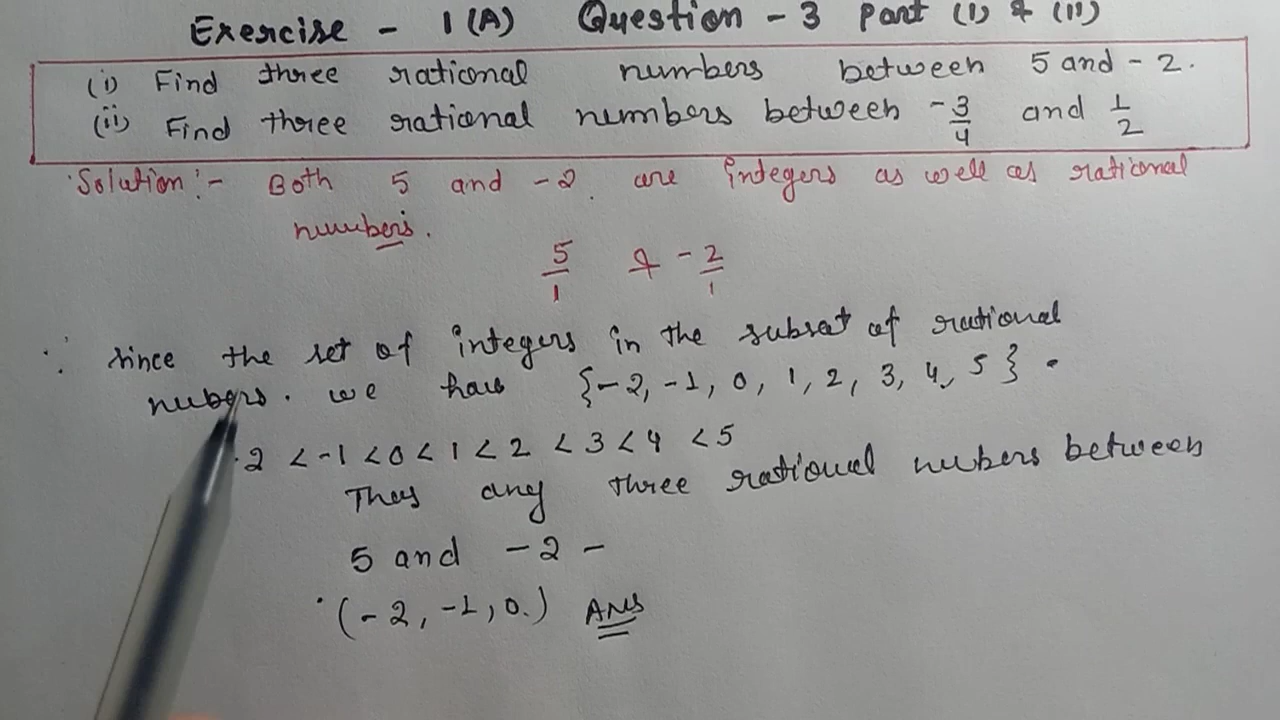 Exercise - 1(A) Question - 3 Part (I) & (II)
(i) Find three rational numbers between 5 and - 2.
(ii) Find three rational numbers between -3/4 and 1/2
Solution:- Both 5 and -2 are integers as well as rational
numbers.
5/1 & -2/1
∵ since the set of integers in the subset of rational
nubers. we have {-2, -1, 0, 1, 2, 3, 4, 5}
-2 < -1 < 0 < 1 < 2 < 3 < 4 < 5
Thus any three rational nubers between
5 and -2 -
(-2, -1, 0.) Ans